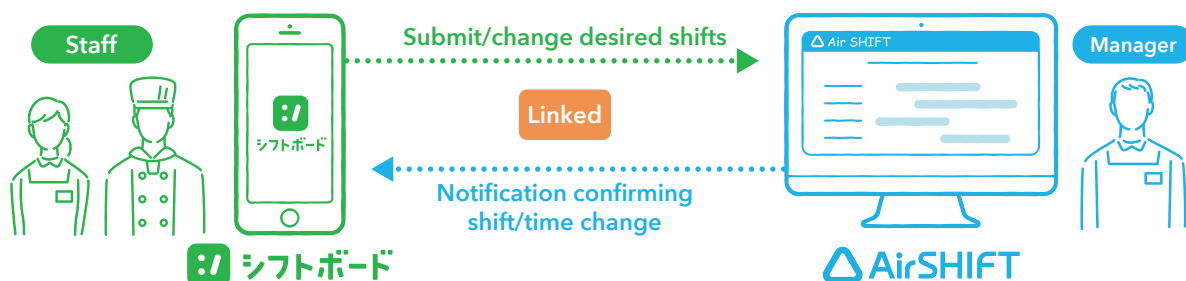 Staff
シフトボード
Submit/change desired shifts
Linked
Notification confirming
shift/time change
Air SHIFT
Manager
シフトボード
AirSHIFT